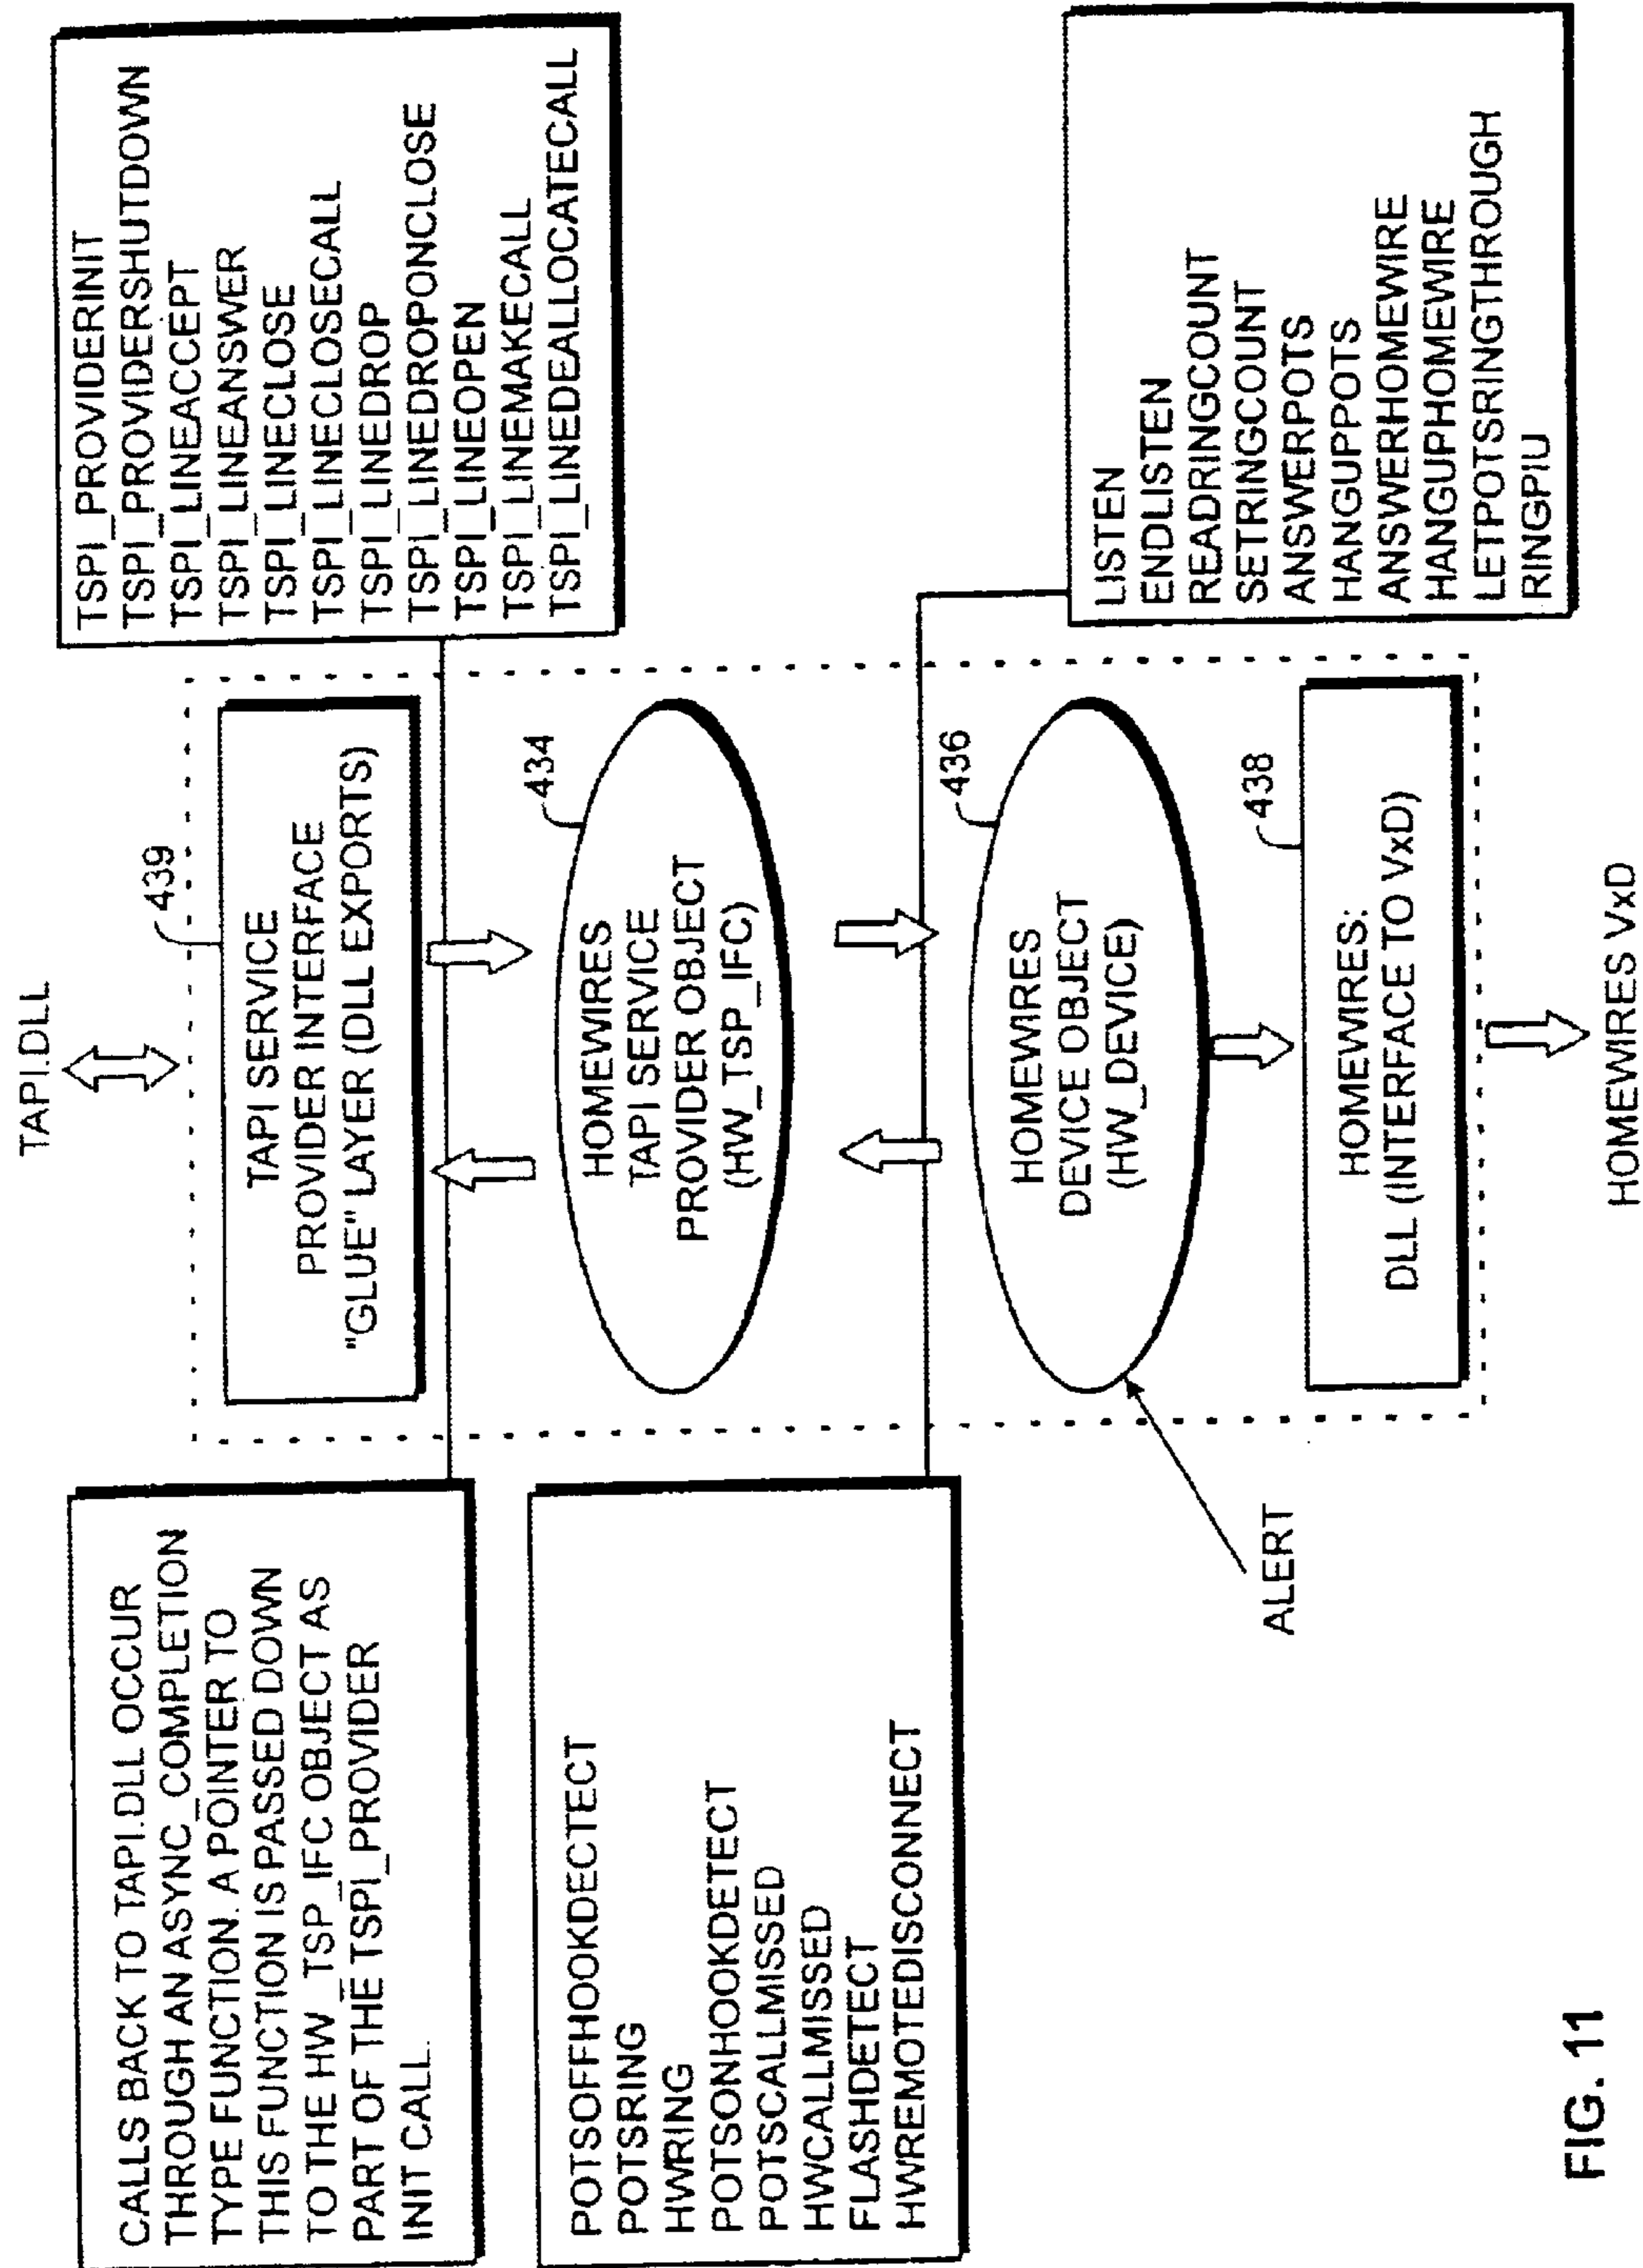 TAPI.DLL
439
TAPI SERVICE
PROVIDER INTERFACE
"GLUE" LAYER (DLL EXPORTS)
CALLS BACK TO TAPI.DLL OCCUR
THROUGH AN ASYNC_COMPLETION
TYPE FUNCTION. A POINTER TO
THIS FUNCTION IS PASSED DOWN
TO THE HW_TSP_IFC OBJECT AS
PART OF THE TSPI_PROVIDER
INIT CALL.
TSPI_PROVIDERINIT
TSPI_PROVIDERSHUTDOWN
TSPI_LINEACCEPT
TSPI_LINEANSWER
TSPI_LINECLOSE
TSPI_LINECLOSECALL
TSPI_LINEDROP
TSPI_LINEDROPONCLOSE
TSPI_LINEOPEN
TSPI_LINEMAKECALL
TSPI_LINEDEALLOCATECALL
434
HOMEWIRES
TAPI SERVICE
PROVIDER OBJECT
(HW_TSP_IFC)
POTSOFFHOOKDECTECT
POTSRING
HWRING
POTSONHOOKDETECT
POTSCALLMISSED
HWCALLMISSED
FLASHDETECT
HWREMOTEDISCONNECT
436
HOMEWIRES
DEVICE OBJECT
(HW_DEVICE)
LISTEN
ENDLISTEN
READRINGCOUNT
SETRINGCOUNT
ANSWERPOTS
HANGUPPOTS
ANSWERHOMEWIRE
HANGUPHOMEWIRE
LETPOTSRINGTHROUGH
RINGPIU
ALERT
438
HOMEWIRES:
DLL (INTERFACE TO VxD)
HOMEWIRES VxD
FIG. 11